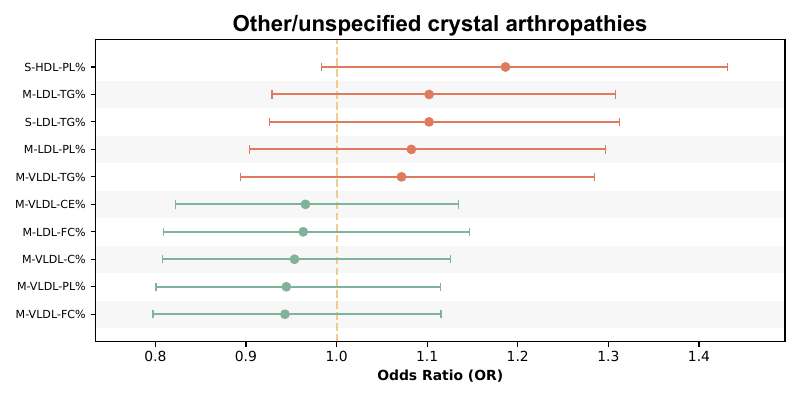 Other/unspecified crystal arthropathies
S-HDL-PL%
M-LDL-TG%
S-LDL-TG%
M-LDL-PL%
M-VLDL-TG%
M-VLDL-CE%
M-LDL-FC%
M-VLDL-C%
M-VLDL-PL%
M-VLDL-FC%
0.8 0.9 1.0 1.1 1.2 1.3 1.4
Odds Ratio (OR)